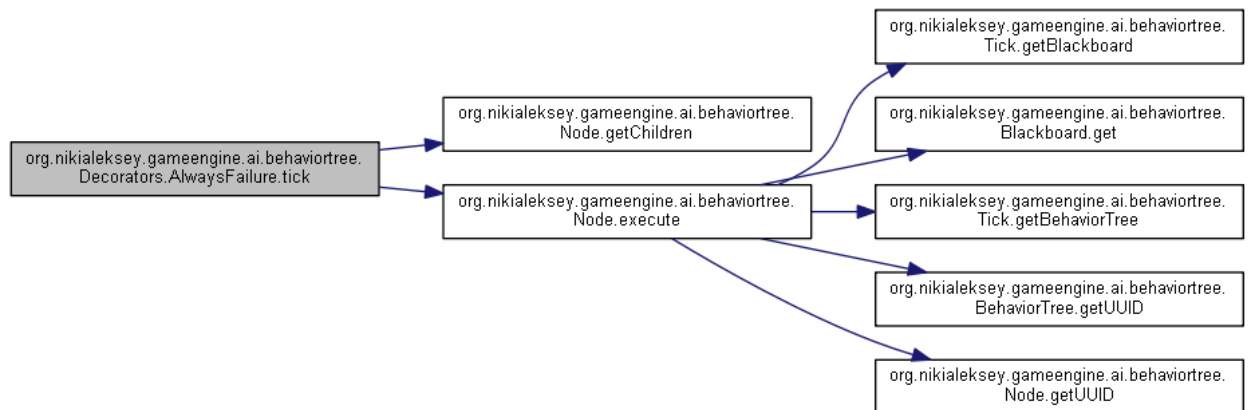 org.nikialeksey.gameengine.ai.behaviortree.
Decorators.AlwaysFailure.tick
org.nikialeksey.gameengine.ai.behaviortree.
Node.getChildren
org.nikialeksey.gameengine.ai.behaviortree.
Node.execute
org.nikialeksey.gameengine.ai.behaviortree.
Tick.getBlackboard
org.nikialeksey.gameengine.ai.behaviortree.
Blackboard.get
org.nikialeksey.gameengine.ai.behaviortree.
Tick.getBehaviorTree
org.nikialeksey.gameengine.ai.behaviortree.
BehaviorTree.getUUID
org.nikialeksey.gameengine.ai.behaviortree.
Node.getUUID